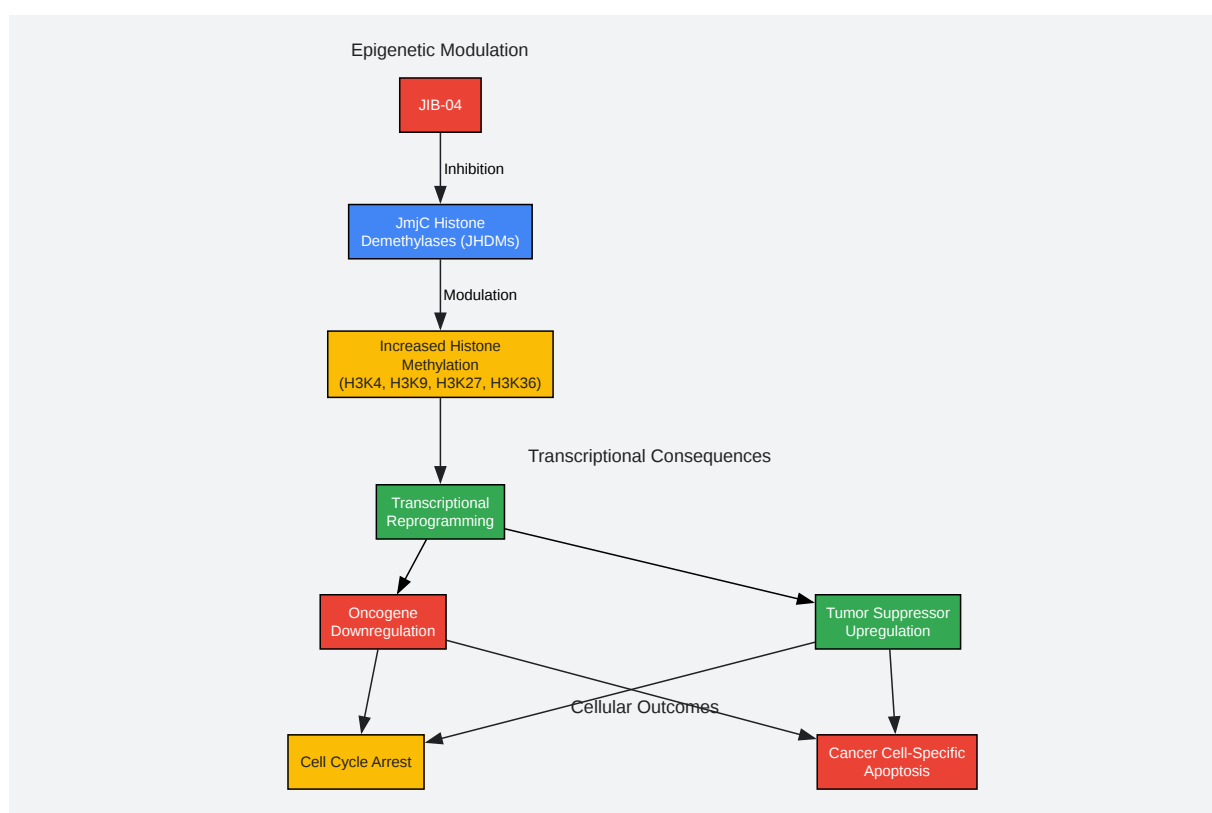 Epigenetic Modulation
JIB-04
Inhibition
JmjC Histone
Demethylases (JHDMs)
Modulation
Increased Histone
Methylation
(H3K4, H3K9, H3K27, H3K36)
Transcriptional Consequences
Transcriptional
Reprogramming
Oncogene
Downregulation
Tumor Suppressor
Upregulation
Cellular Outcomes
Cell Cycle Arrest
Cancer Cell-Specific
Apoptosis